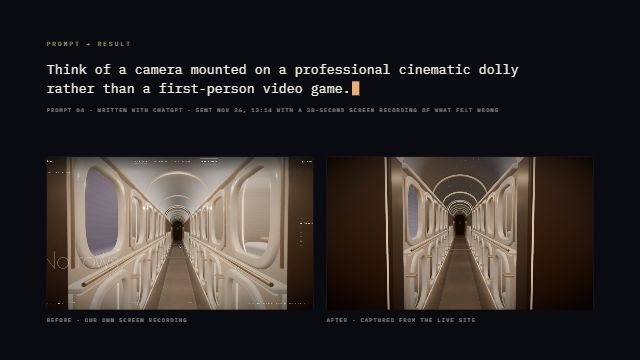 PROMPT → RESULT
Think of a camera mounted on a professional cinematic dolly
rather than a first-person video game.
PROMPT 04 · WRITTEN WITH CHATGPT · SENT NOV 26, 13:14 WITH A 38-SECOND SCREEN RECORDING OF WHAT FELT WRONG
BEFORE · OUR OWN SCREEN RECORDING
AFTER · CAPTURED FROM THE LIVE SITE